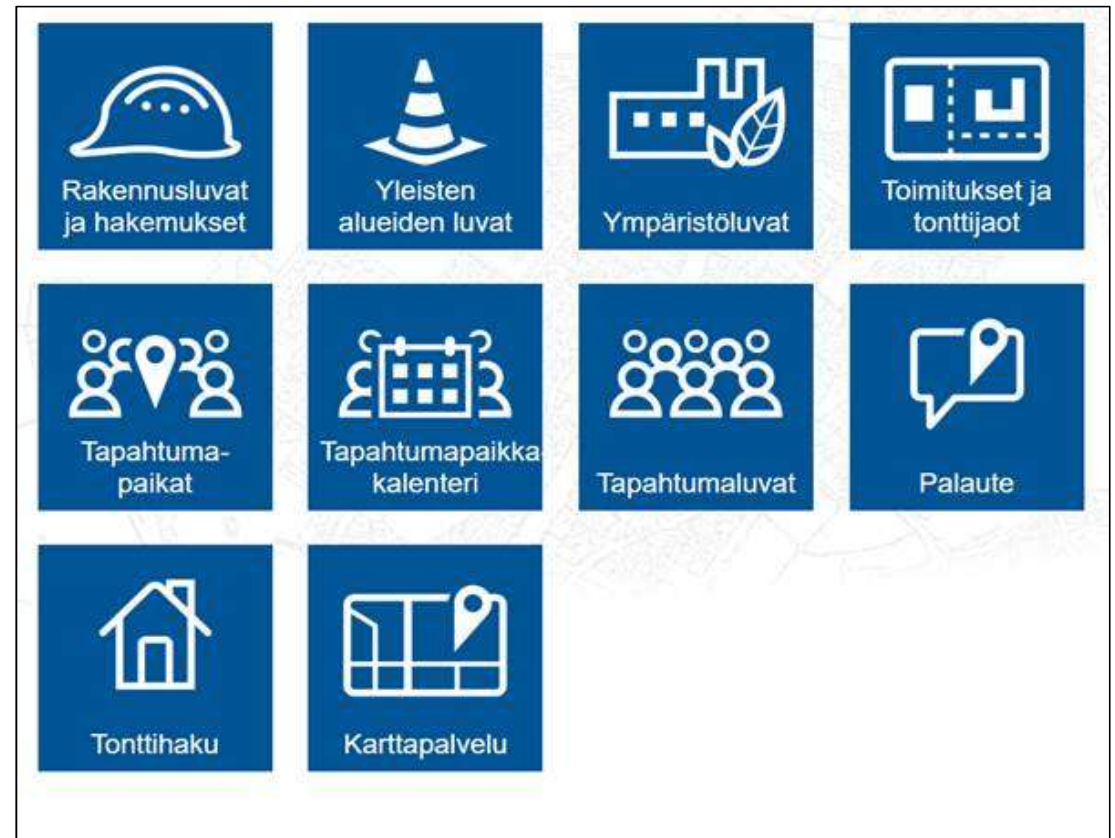 Rakennusluvat
ja hakemukset
Yleisten
alueiden luvat
Ympäristöluvat
Toimitukset ja
tonttijaot
Tapahtuma-
paikat
Tapahtumapaikka-
kalenteri
Tapahtumaluvat
Palaute
Tonttihaku
Karttapalvelu